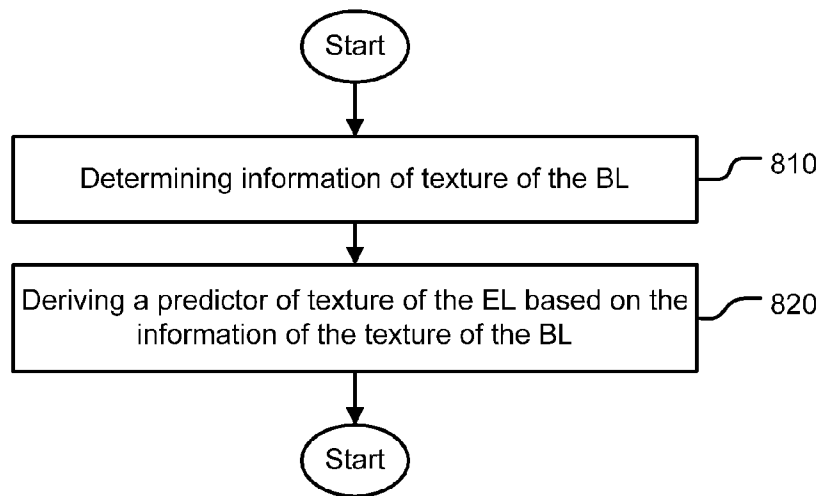 Start
Determining information of texture of the BL
810
Deriving a predictor of texture of the EL based on the
information of the texture of the BL
820
Start